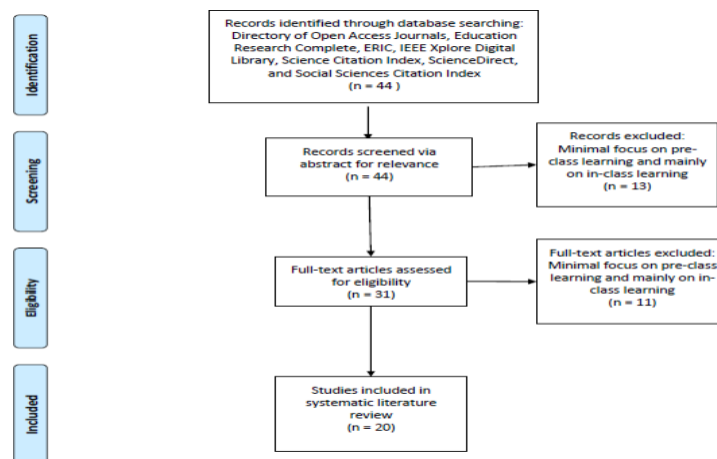 Identification
Records identified through database searching:
Directory of Open Access Journals, Education
Research Complete, ERIC, IEEE Xplore Digital
Library, Science Citation Index, ScienceDirect,
and Social Sciences Citation Index
(n = 44 )
Screening
Records screened via
abstract for relevance
(n = 44)
Records excluded:
Minimal focus on pre-
class learning and mainly
on in-class learning
(n = 13)
Eligibility
Full-text articles assessed
for eligibility
(n = 31)
Full-text articles excluded:
Minimal focus on pre-class
learning and mainly on in-
class learning
(n = 11)
Included
Studies included in
systematic literature
review
(n = 20)